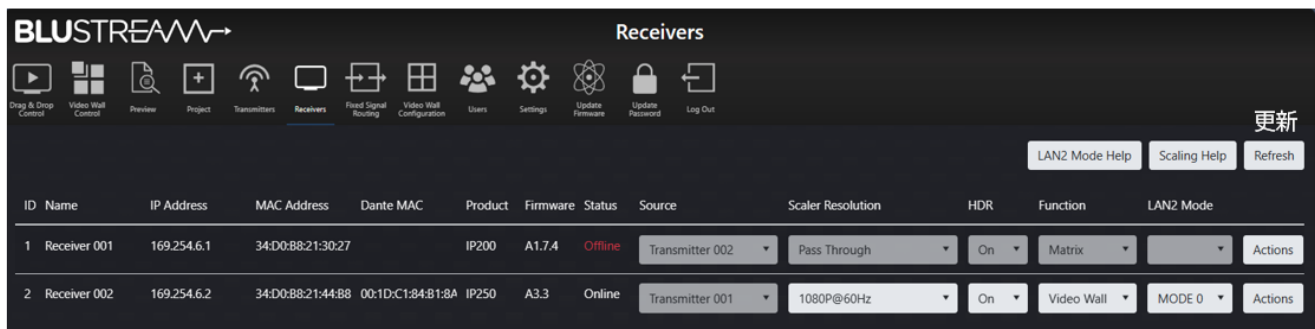 BLUSTREAM
Receivers
Drag & Drop Control
Video Wall Control
Preview
Project
Transmitters
Receivers
Fixed Signal Routing
Video Wall Configuration
Users
Settings
Update Firmware
Update Password
Log Out
更新
LAN2 Mode Help Scaling Help Refresh
ID Name IP Address MAC Address Dante MAC Product Firmware Status Source Scaler Resolution HDR Function LAN2 Mode
1 Receiver 001 169.254.6.1 34:D0:B8:21:30:27 IP200 A1.7.4 Offline Transmitter 002 Pass Through On Matrix Actions
2 Receiver 002 169.254.6.2 34:D0:B8:21:44:B8 00:1D:C1:84:B1:8A IP250 A3.3 Online Transmitter 001 1080P@60Hz On Video Wall MODE 0 Actions